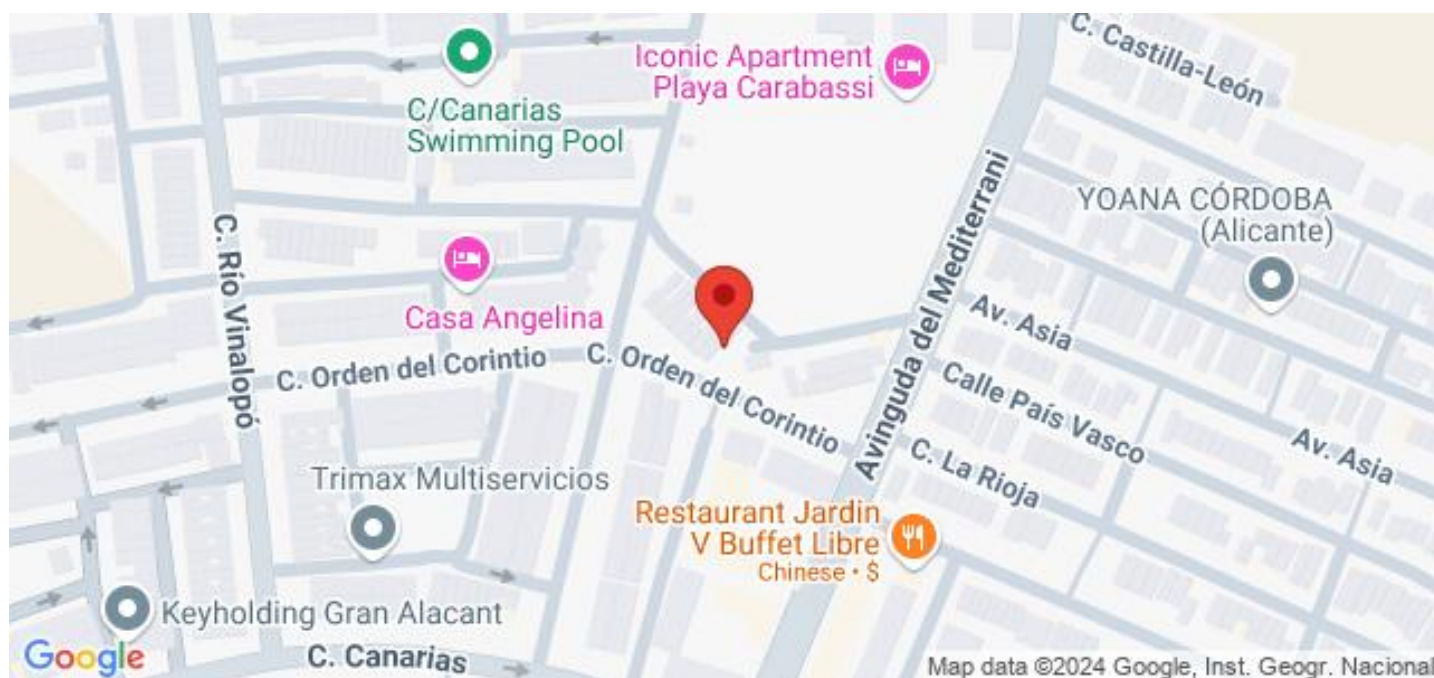 C. Castilla-León
Iconic Apartment
Playa Carabassi
C/Canarias
Swimming Pool
YOANA CÓRDOBA
(Alicante)
C. Río Vinalopó
Avinguda del Mediterrani
Casa Angelina
Av. Asia
C. Orden del Corintio
C. Orden del Corintio
Calle País Vasco
Av. Asia
C. La Rioja
Trimax Multiservicios
Restaurant Jardin
V Buffet Libre
Chinese • $
Keyholding Gran Alacant
Google
C. Canarias
Map data ©2024 Google, Inst. Geogr. Nacional